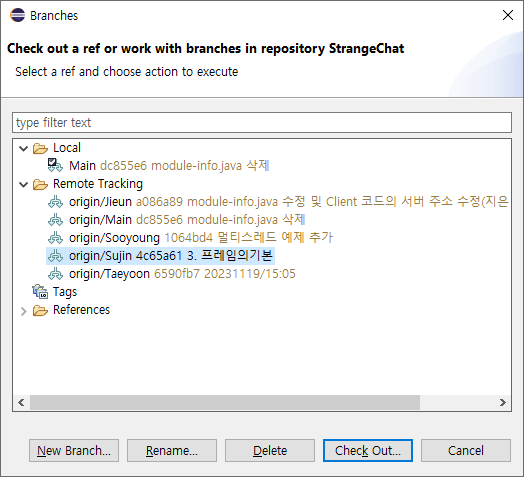 Branches
Check out a ref or work with branches in repository StrangeChat
Select a ref and choose action to execute
type filter text
Local
Main dc855e6 module-info.java 삭제
Remote Tracking
origin/Jieun a086a89 module-info.java 수정 및 Client 코드의 서버 주소 수정(지은
origin/Main dc855e6 module-info.java 삭제
origin/Sooyoung 1064bd4 멀티스레드 예제 추가
origin/Sujin 4c65a61 3. 프레임의기본
origin/Taeyoon 6590fb7 20231119/15:05
Tags
References
New Branch... Rename... Delete Check Out... Cancel